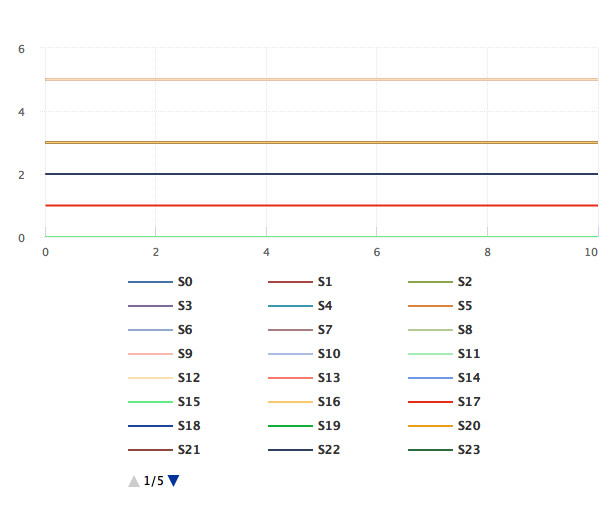 6
4
2
0
0 2 4 6 8 10
S0 S1 S2
S3 S4 S5
S6 S7 S8
S9 S10 S11
S12 S13 S14
S15 S16 S17
S18 S19 S20
S21 S22 S23
1/5